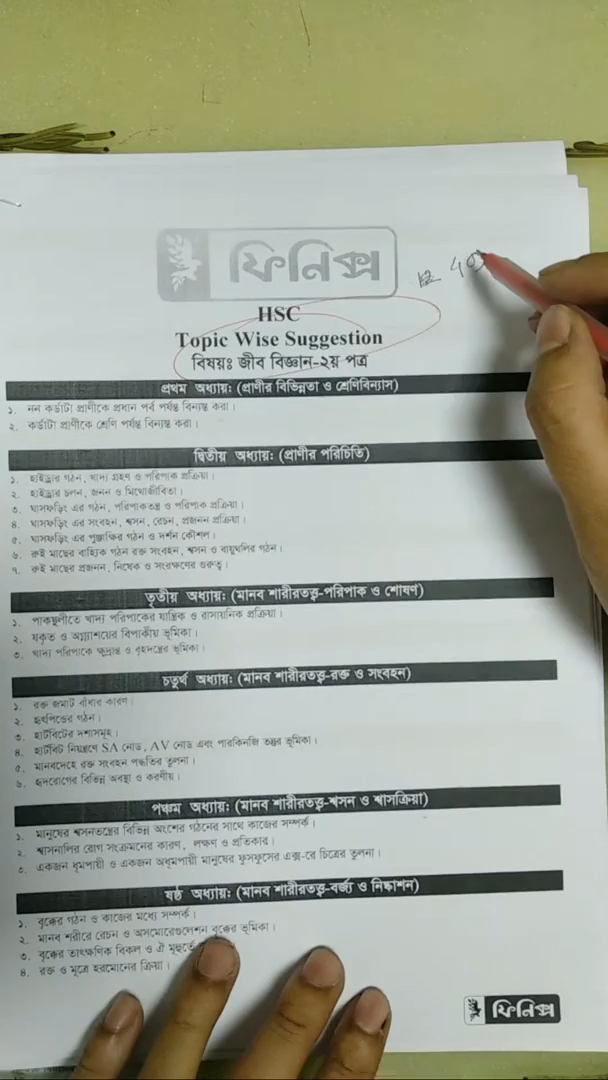 ফিনিক্স
HSC
Topic Wise Suggestion
বিষয়ঃ জীব বিজ্ঞান-২য় পত্র
প্রথম অধ্যায়: (প্রাণীর বিভিন্নতা ও শ্রেণিবিন্যাস)
১. নন কর্ডাটা প্রাণীকে প্রধান পর্ব পর্যন্ত বিন্যস্ত করা।
২. কর্ডাটা প্রাণীকে শ্রেণি পর্যন্ত বিন্যস্ত করা।
দ্বিতীয় অধ্যায়: (প্রাণীর পরিচিতি)
১. হাইড্রার গঠন, খাদ্য গ্রহণ ও পরিপাক প্রক্রিয়া।
২. হাইড্রার চলন, জনন ও মিথোজীবিতা।
৩. ঘাসফড়িং এর গঠন, পরিপাকতন্ত্র ও পরিপাক প্রক্রিয়া।
৪. ঘাসফড়িং এর সংবহন, শ্বসন, রেচন, প্রজনন প্রক্রিয়া।
৫. ঘাসফড়িং এর পুঞ্জাক্ষির গঠন ও দর্শন কৌশল।
৬. রুই মাছের বাহ্যিক গঠন রক্ত সংবহন, শ্বসন ও বায়ুথলির গঠন।
৭. রুই মাছের প্রজনন, নিষেক ও সংরক্ষণের গুরুত্ব।
তৃতীয় অধ্যায়: (মানব শারীরতত্ত্ব-পরিপাক ও শোষণ)
১. পাকস্থলীতে খাদ্য পরিপাকের যান্ত্রিক ও রাসায়নিক প্রক্রিয়া।
২. যকৃত ও অগ্ন্যাশয়ের বিপাকীয় ভূমিকা।
৩. খাদ্য পরিপাকে ক্ষুদ্রান্ত্র ও বৃহদন্ত্রের ভূমিকা।
চতুর্থ অধ্যায়: (মানব শারীরতত্ত্ব-রক্ত ও সংবহন)
১. রক্ত জমাট বাঁধার কারণ।
২. হৃৎপিন্ডের গঠন।
৩. হার্টবিটের দশাসমূহ।
৪. হার্টবিট নিয়ন্ত্রণে SA নোড, AV নোড এবং পারকিনজি তন্তুর ভূমিকা।
৫. মানবদেহে রক্ত সংবহন পদ্ধতির তুলনা।
৬. হৃদরোগের বিভিন্ন অবস্থা ও করণীয়।
পঞ্চম অধ্যায়: (মানব শারীরতত্ত্ব-শ্বসন ও শ্বাসক্রিয়া)
১. মানুষের শ্বসনতন্ত্রের বিভিন্ন অংশের গঠনের সাথে কাজের সম্পর্ক।
২. শ্বাসনালির রোগ সংক্রমনের কারণ, লক্ষণ ও প্রতিকার।
৩. একজন ধূমপায়ী ও একজন অধূমপায়ী মানুষের ফুসফুসের এক্স-রে চিত্রের তুলনা।
ষষ্ঠ অধ্যায়: (মানব শারীরতত্ত্ব-বর্জ্য ও নিষ্কাশন)
১. বৃক্কের গঠন ও কাজের মধ্যে সম্পর্ক।
২. মানব শরীরে রেচন ও অসমোরেগুলেশন বৃক্কের ভূমিকা।
৩. বৃক্কের তাৎক্ষণিক বিকল ও ঐ মূহুর্তে
৪. রক্ত ও মূত্রে হরমোনের ক্রিয়া।
ফিনিক্স